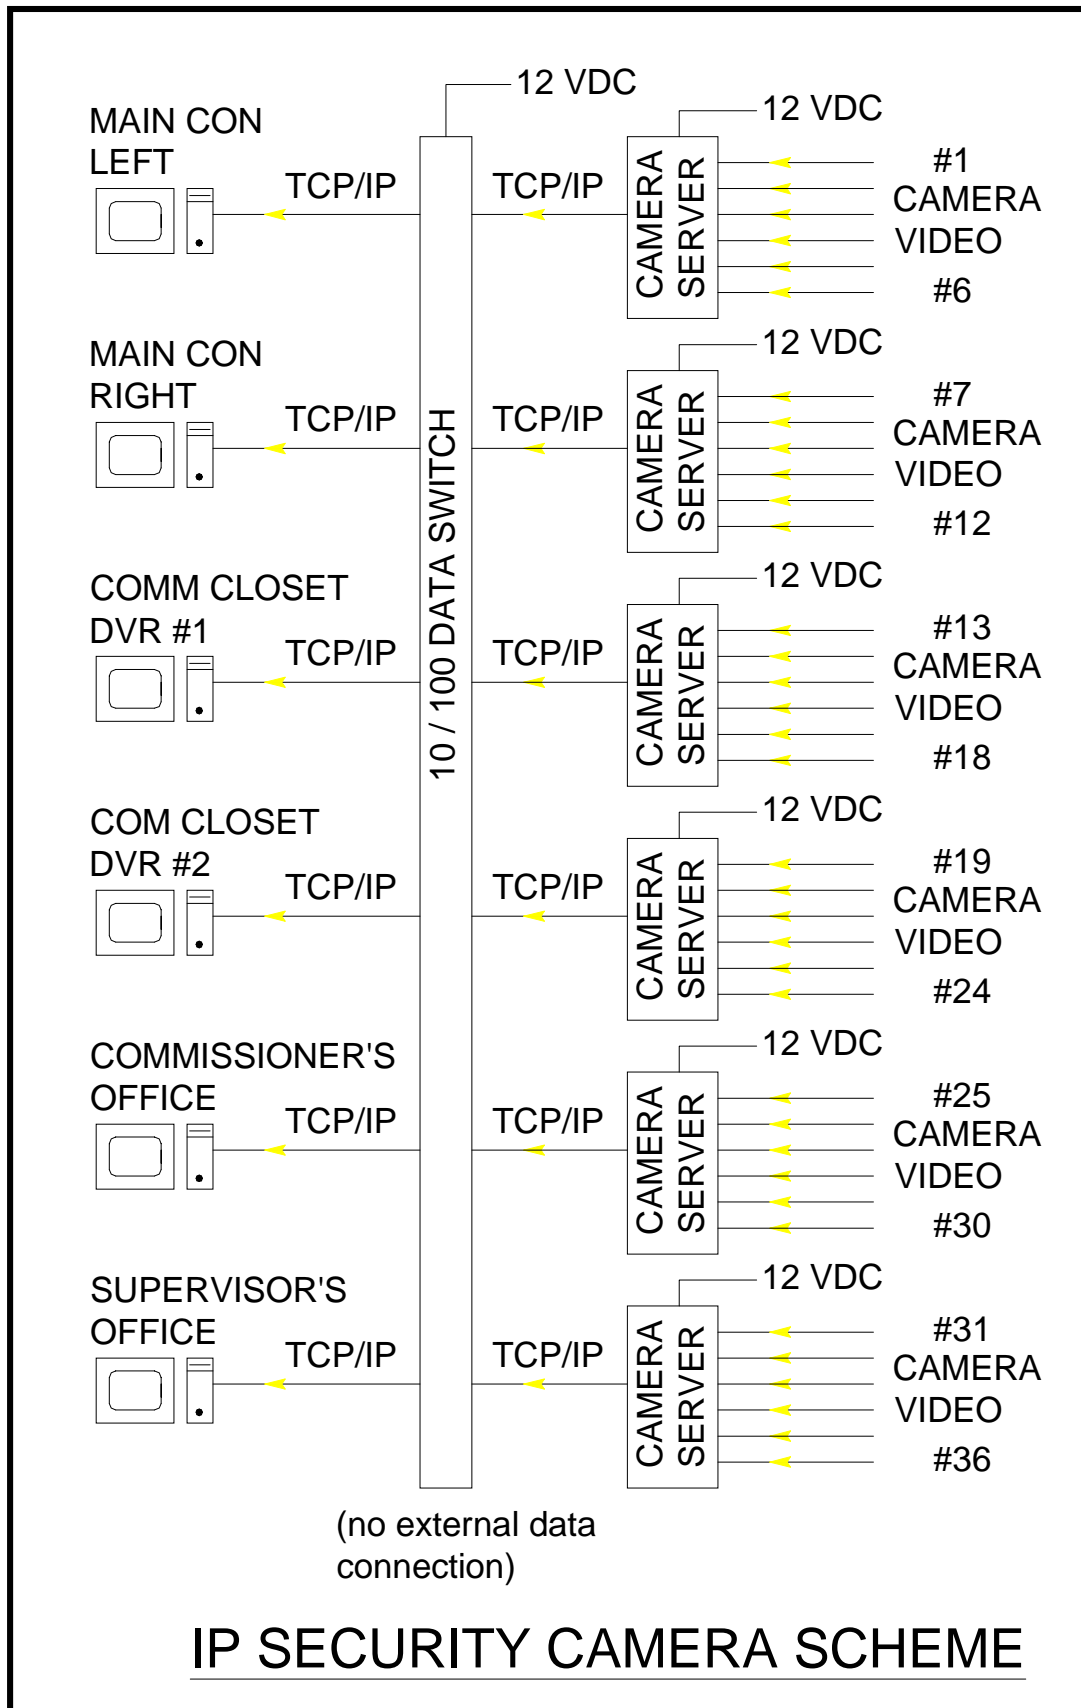 12 VDC
MAIN CON
LEFT
TCP/IP
TCP/IP
CAMERA
SERVER
12 VDC
#1
CAMERA
VIDEO
#6
MAIN CON
RIGHT
TCP/IP
10 / 100 DATA SWITCH
TCP/IP
CAMERA
SERVER
12 VDC
#7
CAMERA
VIDEO
#12
COMM CLOSET
DVR #1
TCP/IP
TCP/IP
CAMERA
SERVER
12 VDC
#13
CAMERA
VIDEO
#18
COM CLOSET
DVR #2
TCP/IP
TCP/IP
CAMERA
SERVER
12 VDC
#19
CAMERA
VIDEO
#24
COMMISSIONER'S
OFFICE
TCP/IP
TCP/IP
CAMERA
SERVER
12 VDC
#25
CAMERA
VIDEO
#30
SUPERVISOR'S
OFFICE
TCP/IP
TCP/IP
CAMERA
SERVER
12 VDC
#31
CAMERA
VIDEO
#36
(no external data
connection)
IP SECURITY CAMERA SCHEME